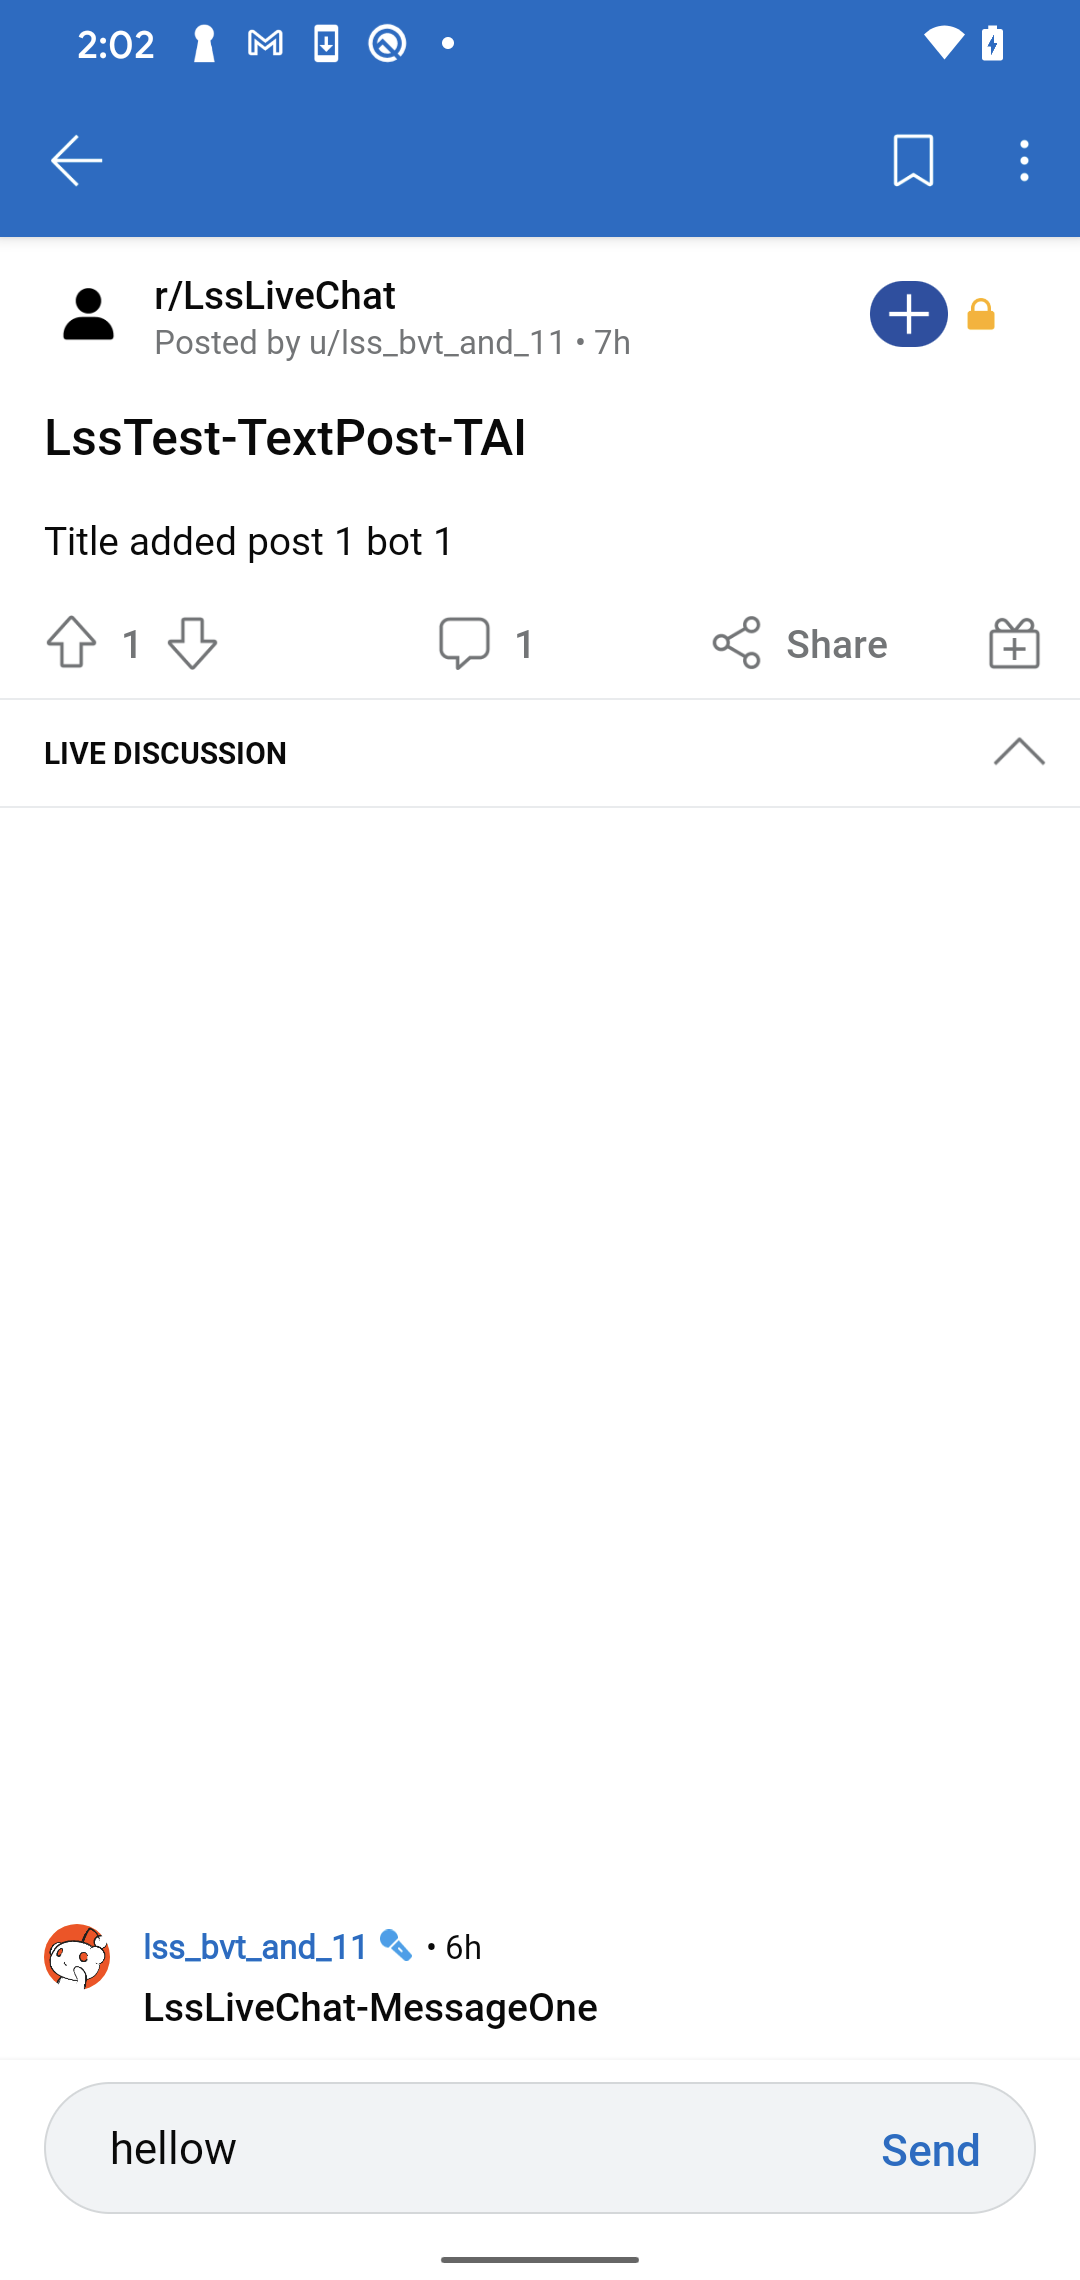 2:02
r/LssLiveChat
Posted by u/lss_bvt_and_11 • 7h
LssTest-TextPost-TAI
Title added post 1 bot 1
1
1
Share
LIVE DISCUSSION
lss_bvt_and_11 • 6h
LssLiveChat-MessageOne
hellow
Send